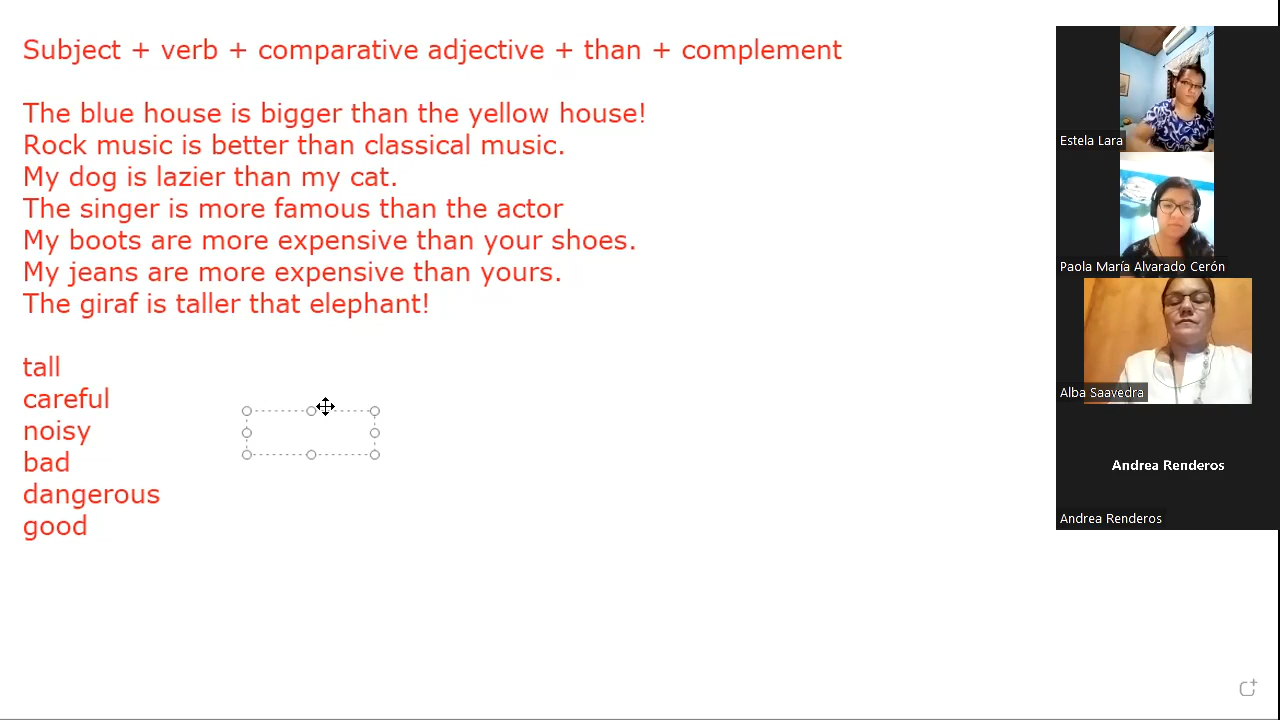 Subject + verb + comparative adjective + than + complement
The blue house is bigger than the yellow house!
Rock music is better than classical music.
My dog is lazier than my cat.
The singer is more famous than the actor
My boots are more expensive than your shoes.
My jeans are more expensive than yours.
The giraf is taller that elephant!
tall
careful
noisy
bad
dangerous
good
Estela Lara
Paola María Alvarado Cerón
Alba Saavedra
Andrea Renderos
Andrea Renderos